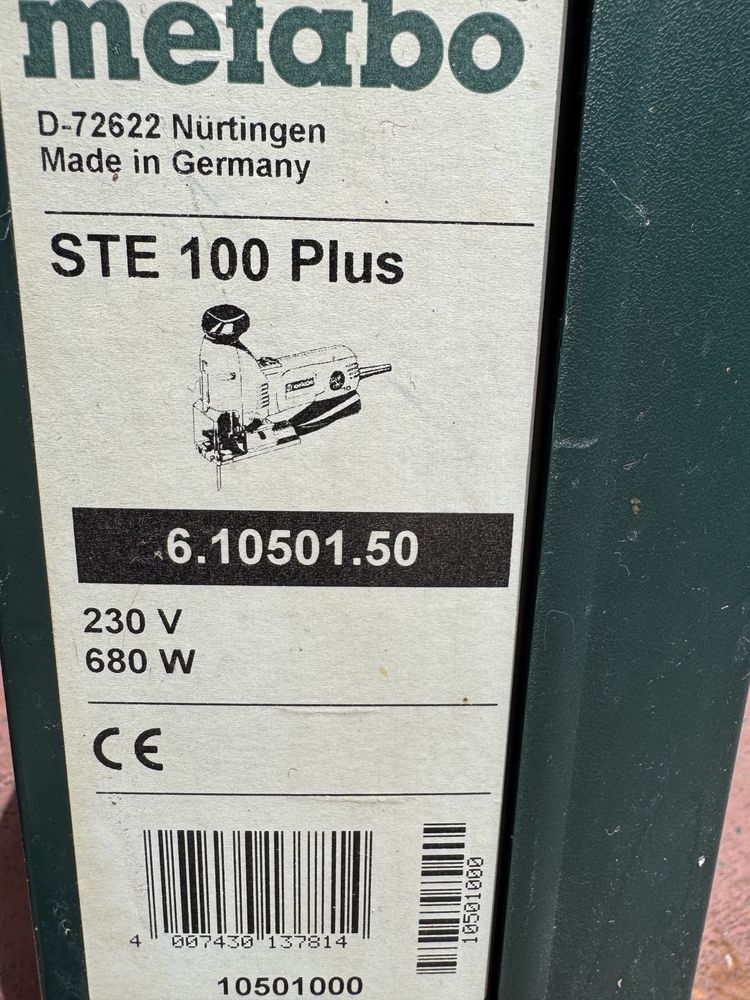 metabo
D-72622 Nürtingen
Made in Germany
STE 100 Plus
6.10501.50
230 V
680 W
CE
4 007430 137814
10501000
10501000